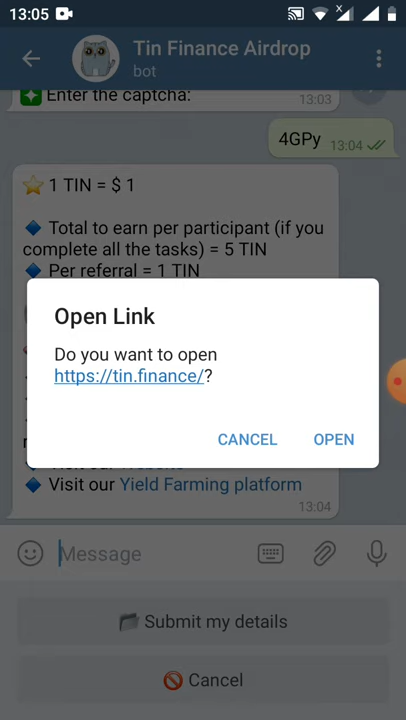 13:05
Tin Finance Airdrop
bot
Enter the captcha:
13:03
4GPy
13:04
1 TIN = $ 1
Total to earn per participant (if you
complete all the tasks) = 5 TIN
Per referral = 1 TIN
Open Link
Do you want to open
https://tin.finance/?
CANCEL
OPEN
Visit our Yield Farming platform
13:04
Message
Submit my details
Cancel